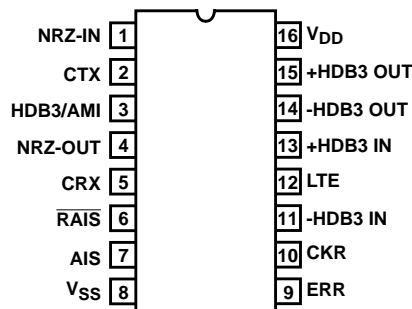 NRZ-IN 1 16 VDD
CTX 2 15 +HDB3 OUT
HDB3/AMI 3 14 -HDB3 OUT
NRZ-OUT 4 13 +HDB3 IN
CRX 5 12 LTE
RAIS 6 11 -HDB3 IN
AIS 7 10 CKR
VSS 8 9 ERR